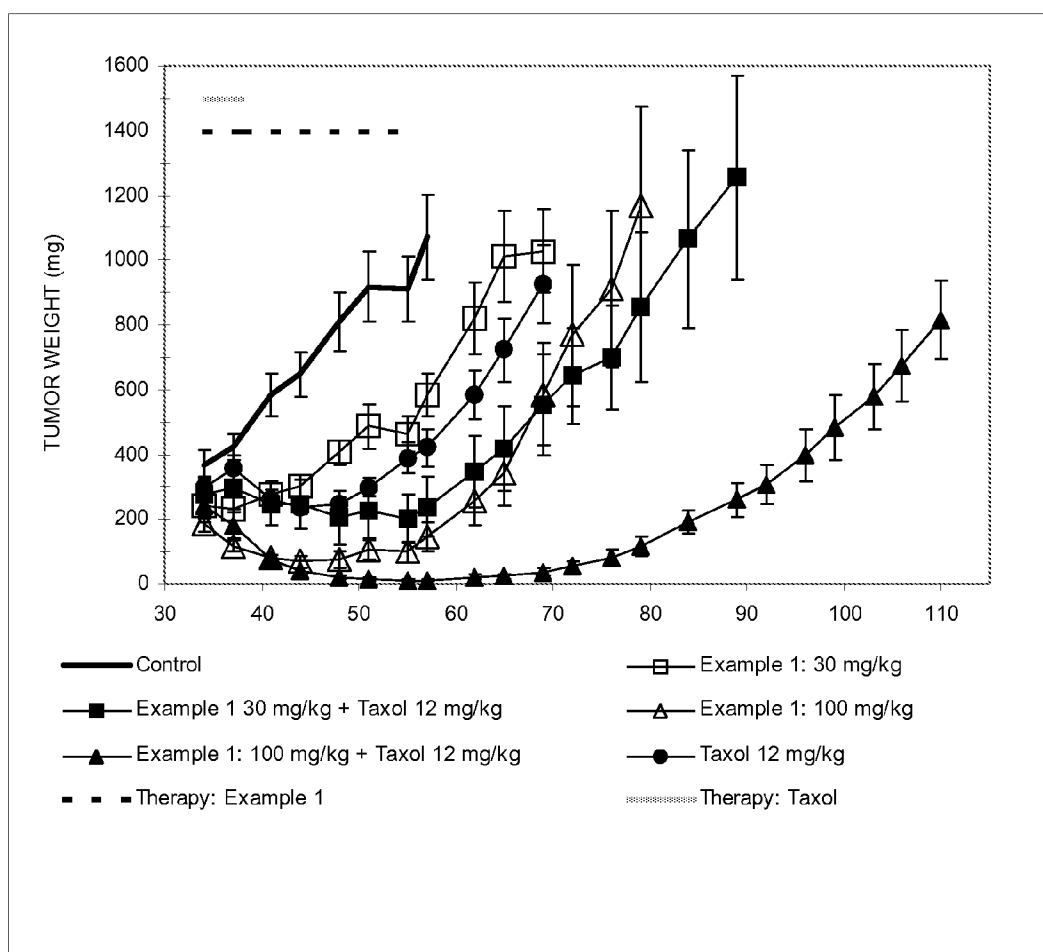 1600
1400
1200
1000
800
600
400
200
0
TUMOR WEIGHT (mg)
30 40 50 60 70 80 90 100 110
Control
Example 1: 30 mg/kg
Example 1 30 mg/kg + Taxol 12 mg/kg
Example 1: 100 mg/kg
Example 1: 100 mg/kg + Taxol 12 mg/kg
Taxol 12 mg/kg
Therapy: Example 1
Therapy: Taxol